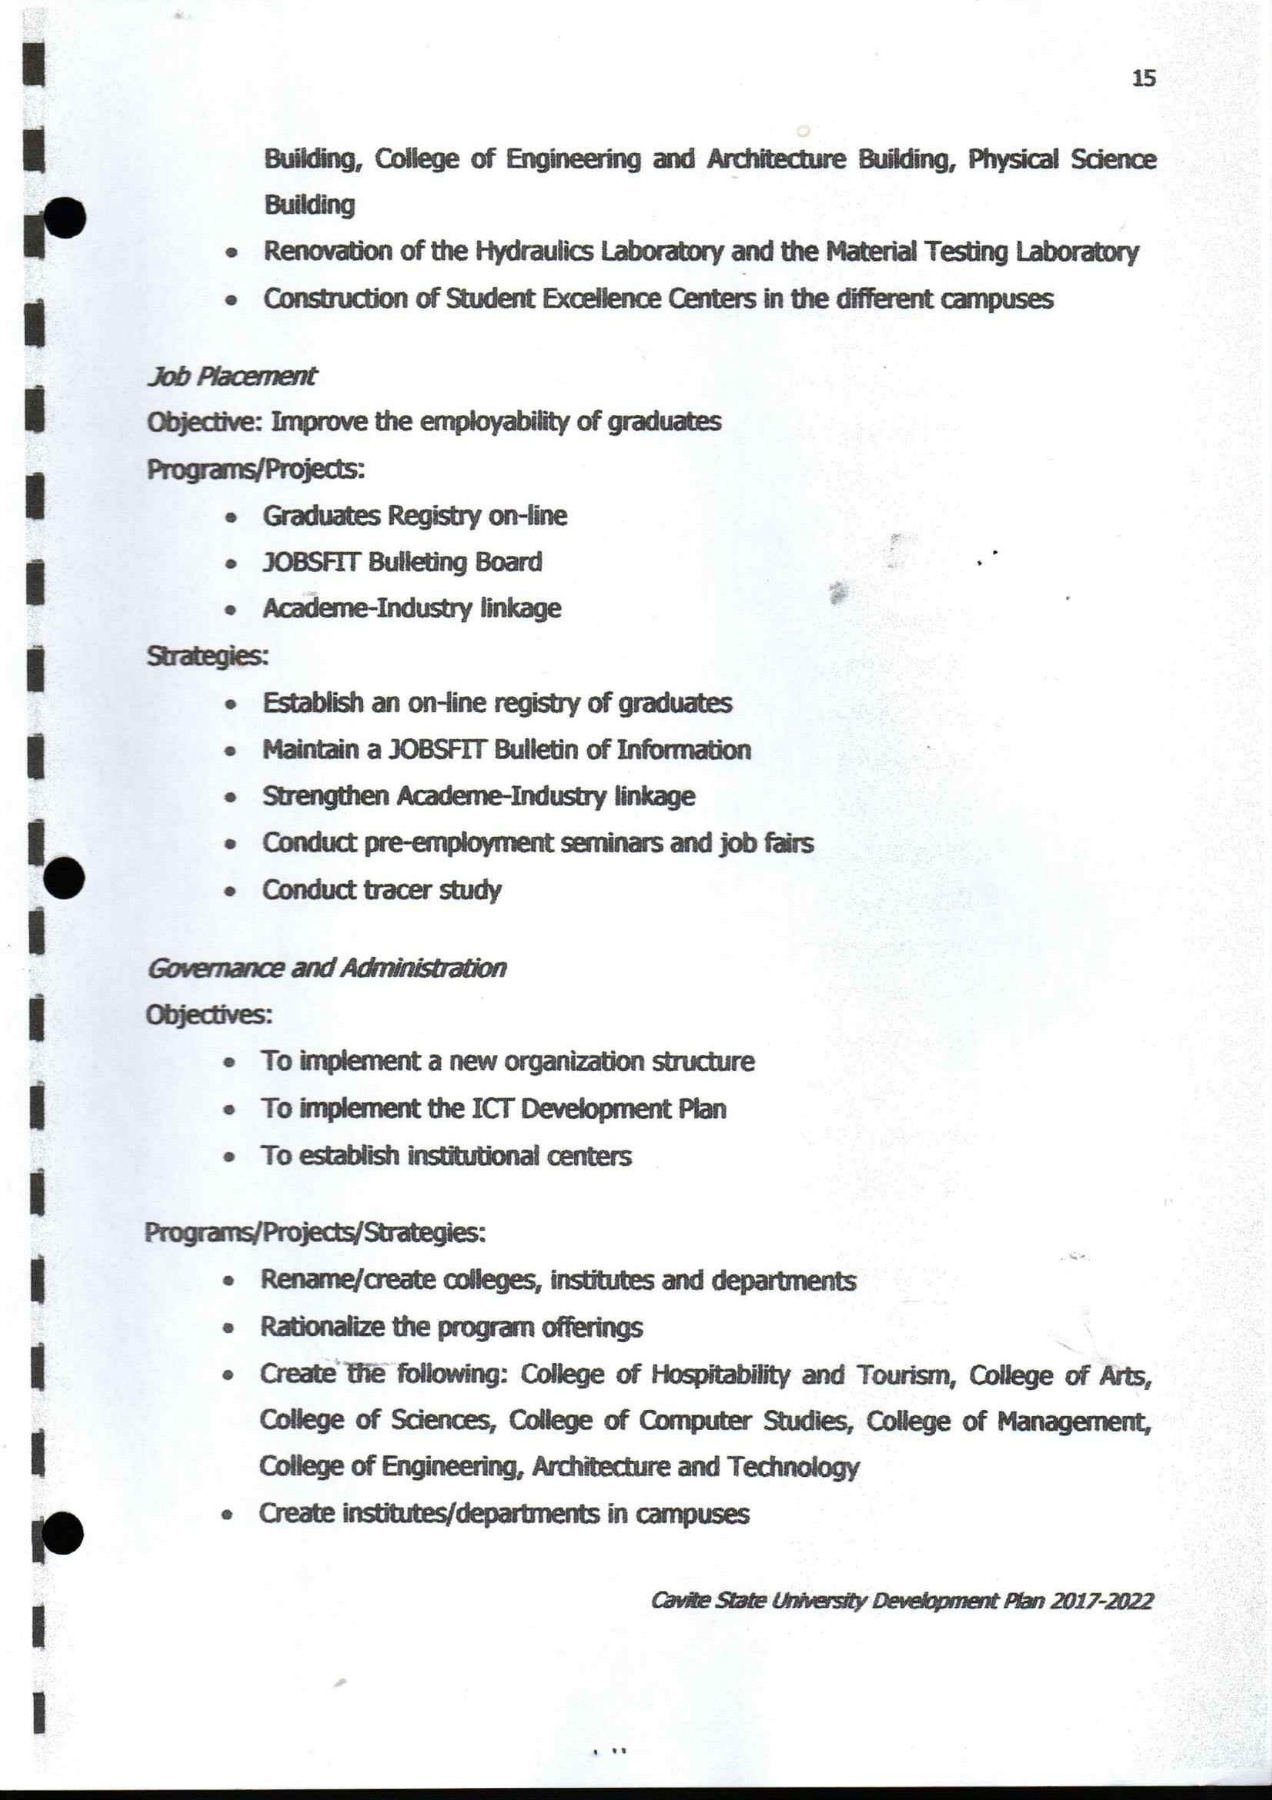 15
Building, College of Engineering and Architecture Building, Physical Science
Building
• Renovation of the Hydraulics Laboratory and the Material Testing Laboratory
• Construction of Student Excellence Centers in the different campuses
Job Placement
Objective: Improve the employability of graduates
Programs/Projects:
• Graduates Registry on-line
• JOBSFIT Bulleting Board
• Academe-Industry linkage
Strategies:
• Establish an on-line registry of graduates
• Maintain a JOBSFIT Bulletin of Information
• Strengthen Academe-Industry linkage
• Conduct pre-employment seminars and job fairs
• Conduct tracer study
Governance and Administration
Objectives:
• To implement a new organization structure
• To implement the ICT Development Plan
• To establish institutional centers
Programs/Projects/Strategies:
• Rename/create colleges, institutes and departments
• Rationalize the program offerings
• Create the following: College of Hospitability and Tourism, College of Arts,
College of Sciences, College of Computer Studies, College of Management,
College of Engineering, Architecture and Technology
• Create institutes/departments in campuses
Cavite State University Development Plan 2017-2022